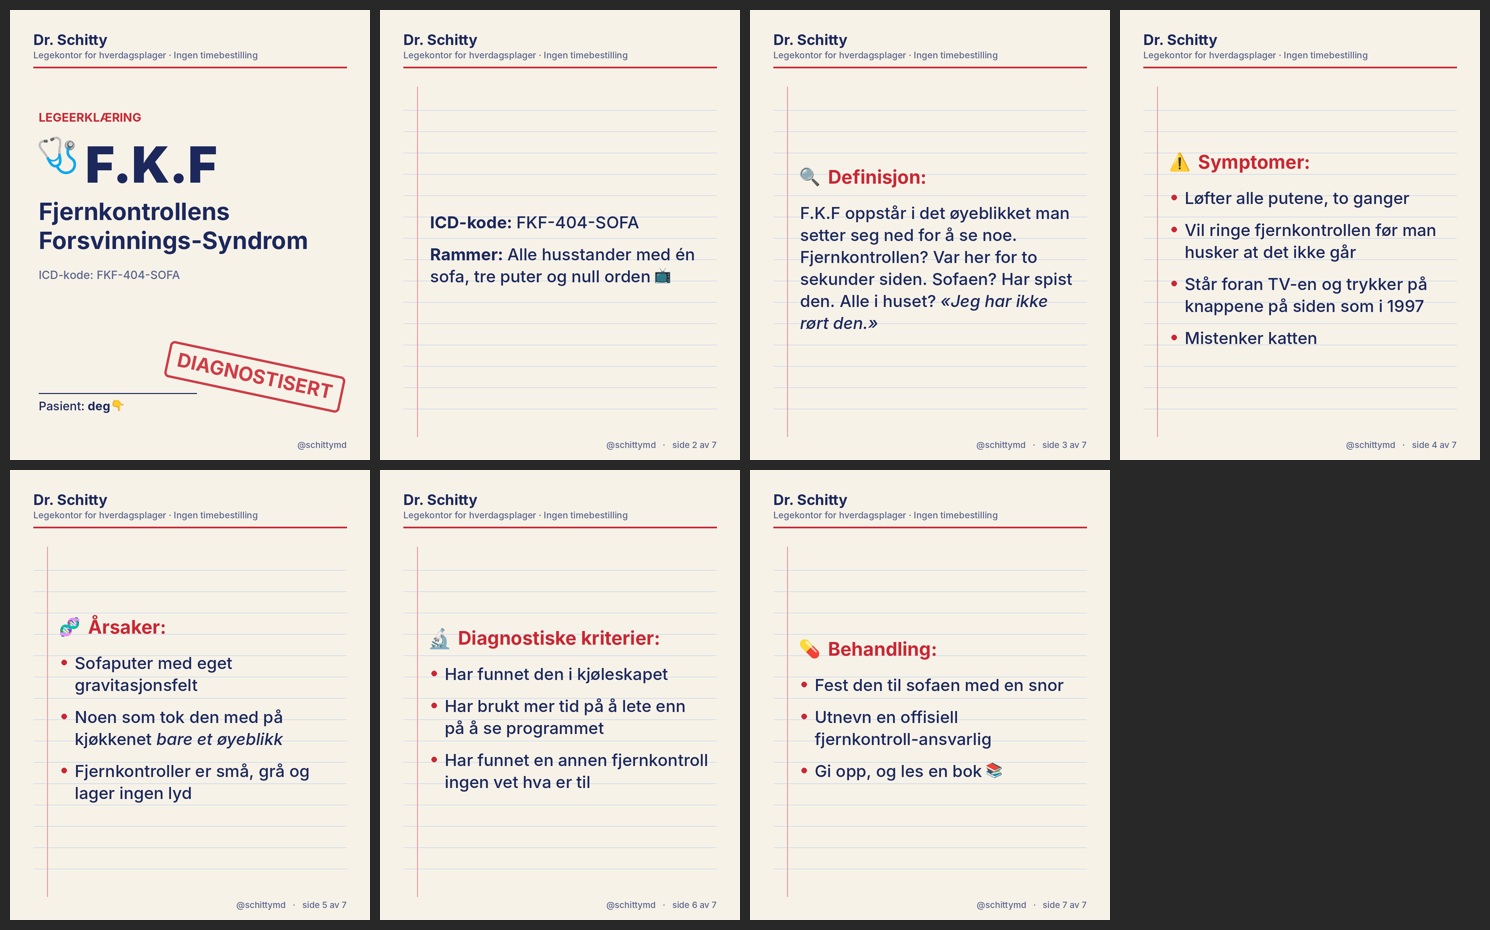 Dr. Schitty
Legekontor for hverdagsplager · Ingen timebestilling
LEGEERKLÆRING
🩺 F.K.F
Fjernkontrollens
Forsvinnings-Syndrom
ICD-kode: FKF-404-SOFA
DIAGNOSTISERT
Pasient: deg👇
@schittymd
Dr. Schitty
Legekontor for hverdagsplager · Ingen timebestilling
ICD-kode: FKF-404-SOFA
Rammer: Alle husstander med én
sofa, tre puter og null orden 📺
@schittymd · side 2 av 7
Dr. Schitty
Legekontor for hverdagsplager · Ingen timebestilling
🔍 Definisjon:
F.K.F oppstår i det øyeblikket man
setter seg ned for å se noe.
Fjernkontrollen? Var her for to
sekunder siden. Sofaen? Har spist
den. Alle i huset? «Jeg har ikke
rørt den.»
@schittymd · side 3 av 7
Dr. Schitty
Legekontor for hverdagsplager · Ingen timebestilling
⚠️ Symptomer:
• Løfter alle putene, to ganger
• Vil ringe fjernkontrollen før man
husker at det ikke går
• Står foran TV-en og trykker på
knappene på siden som i 1997
• Mistenker katten
@schittymd · side 4 av 7
Dr. Schitty
Legekontor for hverdagsplager · Ingen timebestilling
🧬 Årsaker:
• Sofaputer med eget
gravitasjonsfelt
• Noen som tok den med på
kjøkkenet bare et øyeblikk
• Fjernkontroller er små, grå og
lager ingen lyd
@schittymd · side 5 av 7
Dr. Schitty
Legekontor for hverdagsplager · Ingen timebestilling
🔬 Diagnostiske kriterier:
• Har funnet den i kjøleskapet
• Har brukt mer tid på å lete enn
på å se programmet
• Har funnet en annen fjernkontroll
ingen vet hva er til
@schittymd · side 6 av 7
Dr. Schitty
Legekontor for hverdagsplager · Ingen timebestilling
💊 Behandling:
• Fest den til sofaen med en snor
• Utnevn en offisiell
fjernkontroll-ansvarlig
• Gi opp, og les en bok 📚
@schittymd · side 7 av 7